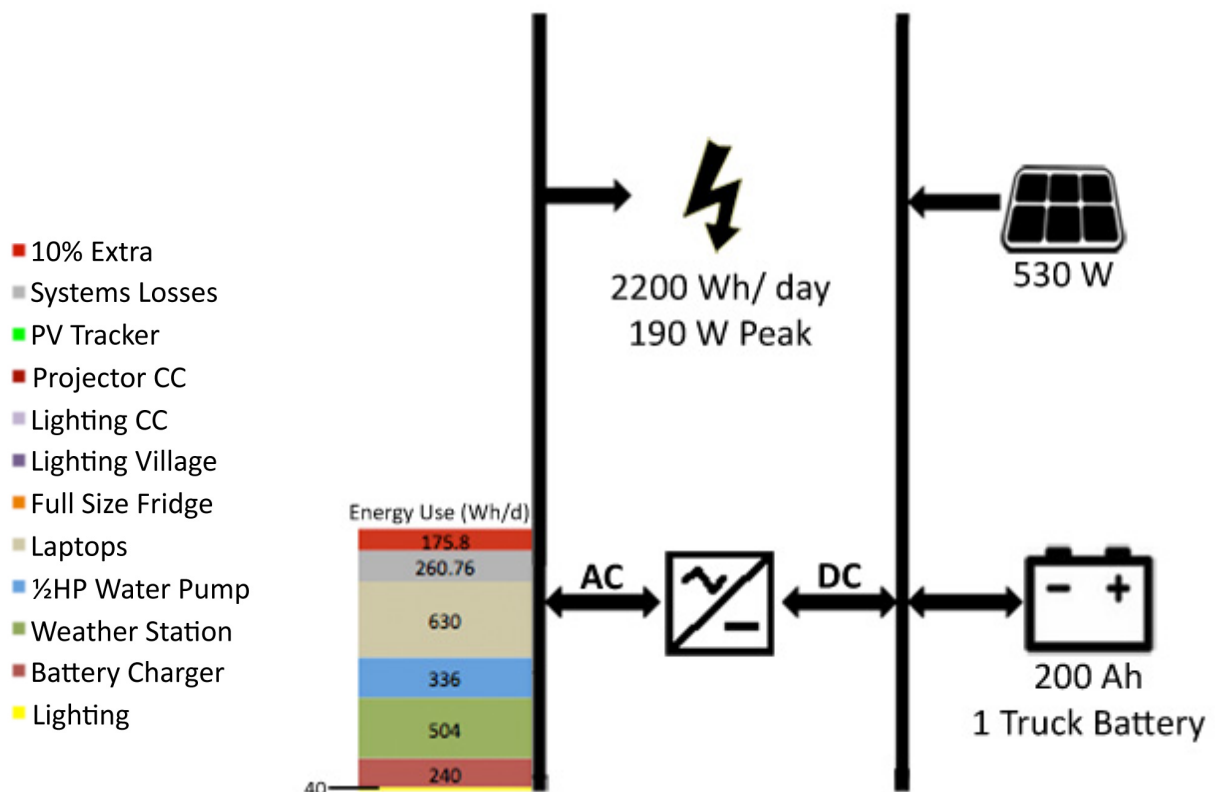 10% Extra
Systems Losses
PV Tracker
Projector CC
Lighting CC
Lighting Village
Full Size Fridge
Laptops
½HP Water Pump
Weather Station
Battery Charger
Lighting
Energy Use (Wh/d)
175.8
260.76
630
336
504
240
40
2200 Wh/ day
190 W Peak
AC
DC
530 W
200 Ah
1 Truck Battery